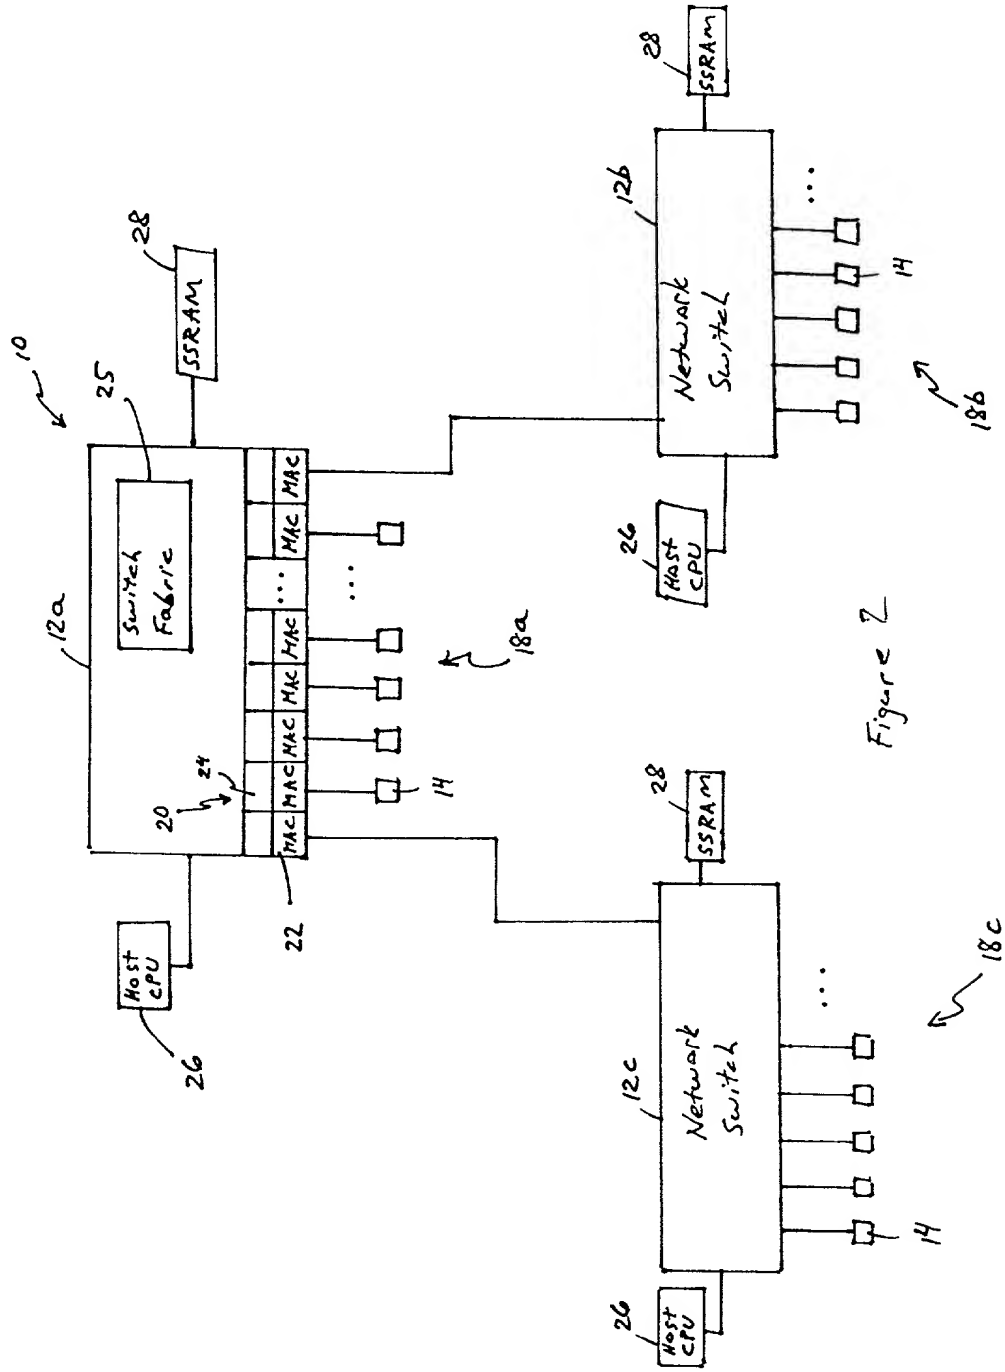 10
12a
28
SSRAM
25
Switch
Fabric
Host
CPU
26
20
24
MAC
MAC
MAC
MAC
MAC
...
MAC
MAC
22
14
...
18a
12c
Network
Switch
28
SSRAM
26
Host
CPU
14
...
18c
12b
Network
Switch
28
SSRAM
26
Host
CPU
14
...
18b
Figure 2